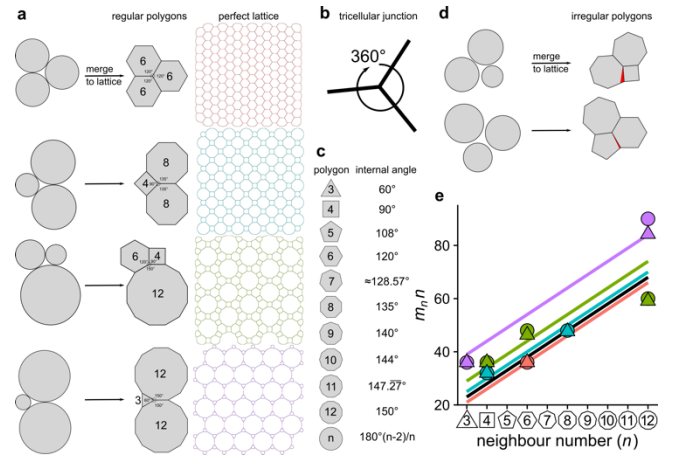 a
regular polygons
perfect lattice
merge
to lattice
6
6
6
120°
120°
120°
8
4
8
135°
90°
135°
6
4
12
120°
90°
150°
12
3
12
150°
60°
150°
b
tricellular junction
360°
c
polygon
internal angle
3
60°
4
90°
5
108°
6
120°
7
≈128.57°
8
135°
9
140°
10
144°
11
147.2̅7̅°
12
150°
n
180°(n-2)/n
d
irregular polygons
merge
to lattice
e
mₙn
80
60
40
20
3 4 5 6 7 8 9 10 11 12
neighbour number (n)